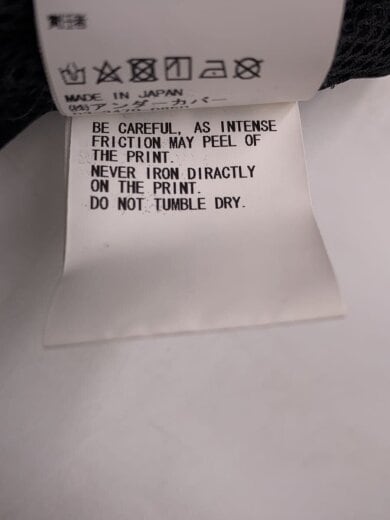 MADE IN JAPAN
(株)アンダーカバー
BE CAREFUL, AS INTENSE
FRICTION MAY PEEL OF
THE PRINT.
NEVER IRON DIRACTLY
ON THE PRINT.
DO NOT TUMBLE DRY.